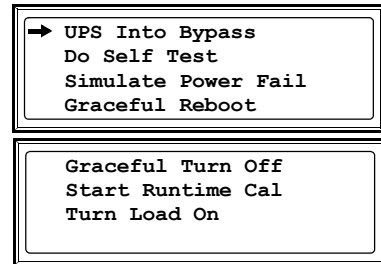 UPS Into Bypass
Do Self Test
Simulate Power Fail
Graceful Reboot
Graceful Turn Off
Start Runtime Cal
Turn Load On